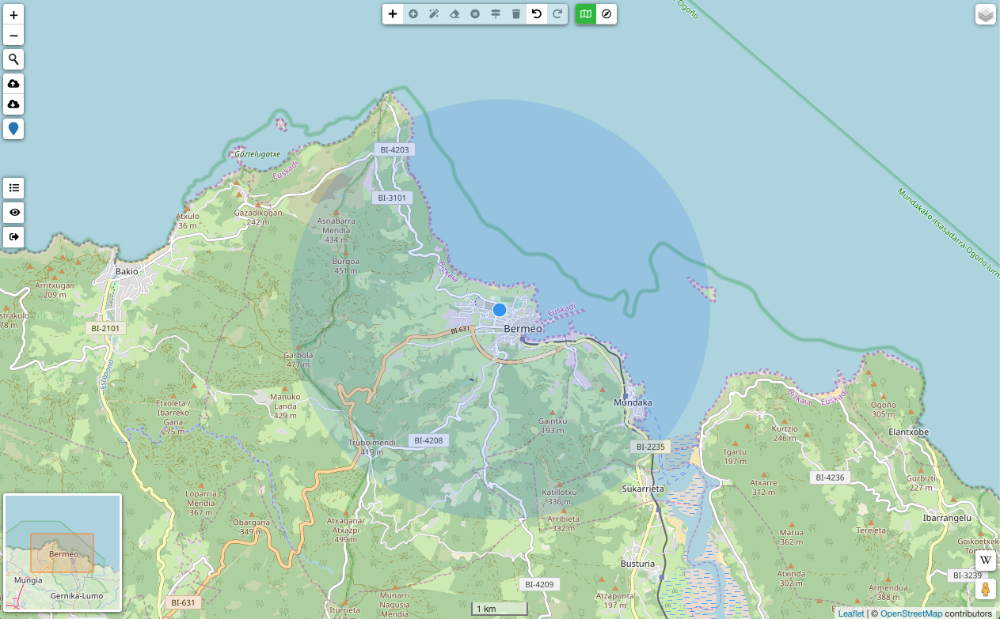 Ogoño
BI-4203
Gaztelugatxe
Euskadi
Mundakako itsasadarra Ogoño
BI-3101
Gazadikogan
242 m
Atxulo
36 m
Asnabarra
Mendia
434 m
Burgoa
451 m
Bizkaia
Bakio
Arritxugan
209 m
78 m
Euskadi
BI-2101
BI-631
Bermeo
Garbola
477 m
Estepona
Manuko
Landa
429 m
Etxoleta /
Ibarreko
Gana
275 m
Mundaka
Bizkaia
Euskadi
Ogoño
305 m
Gaintxu
193 m
Kurtzio
246 m
Elantxobe
Truboimendi
419 m
BI-4208
BI-2235
Igartu
197 m
BI-4236
Atxarre
312 m
Gurbizti
227 m
Loparria
Mendia
367 m
Katillotxu
336 m
Sukarrieta
Atxagana/
Atxazpi
499 m
Obargana
349 m
Arribieta
332 m
Ibarrangelu
Marua
362 m
Tereieta
Bermeo
Mungia
Gernika-Lumo
Busturia
W
BI-3239
Atxinda
302 m
BI-4209
Armendua
388 m
Atzapunta
197 m
Munarri
Nagusia
Mendia
BI-631
Iturrieta
1 km
Leaflet | © OpenStreetMap contributors